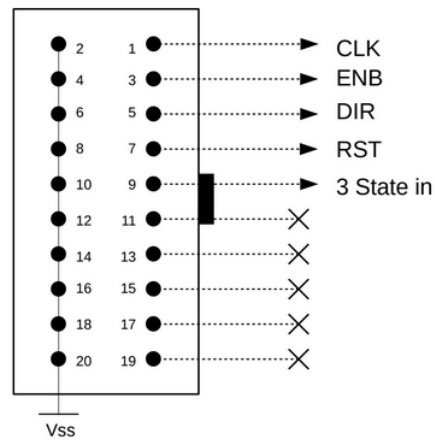 2 1 CLK
4 3 ENB
6 5 DIR
8 7 RST
10 9 3 State in
12 11
14 13
16 15
18 17
20 19
Vss